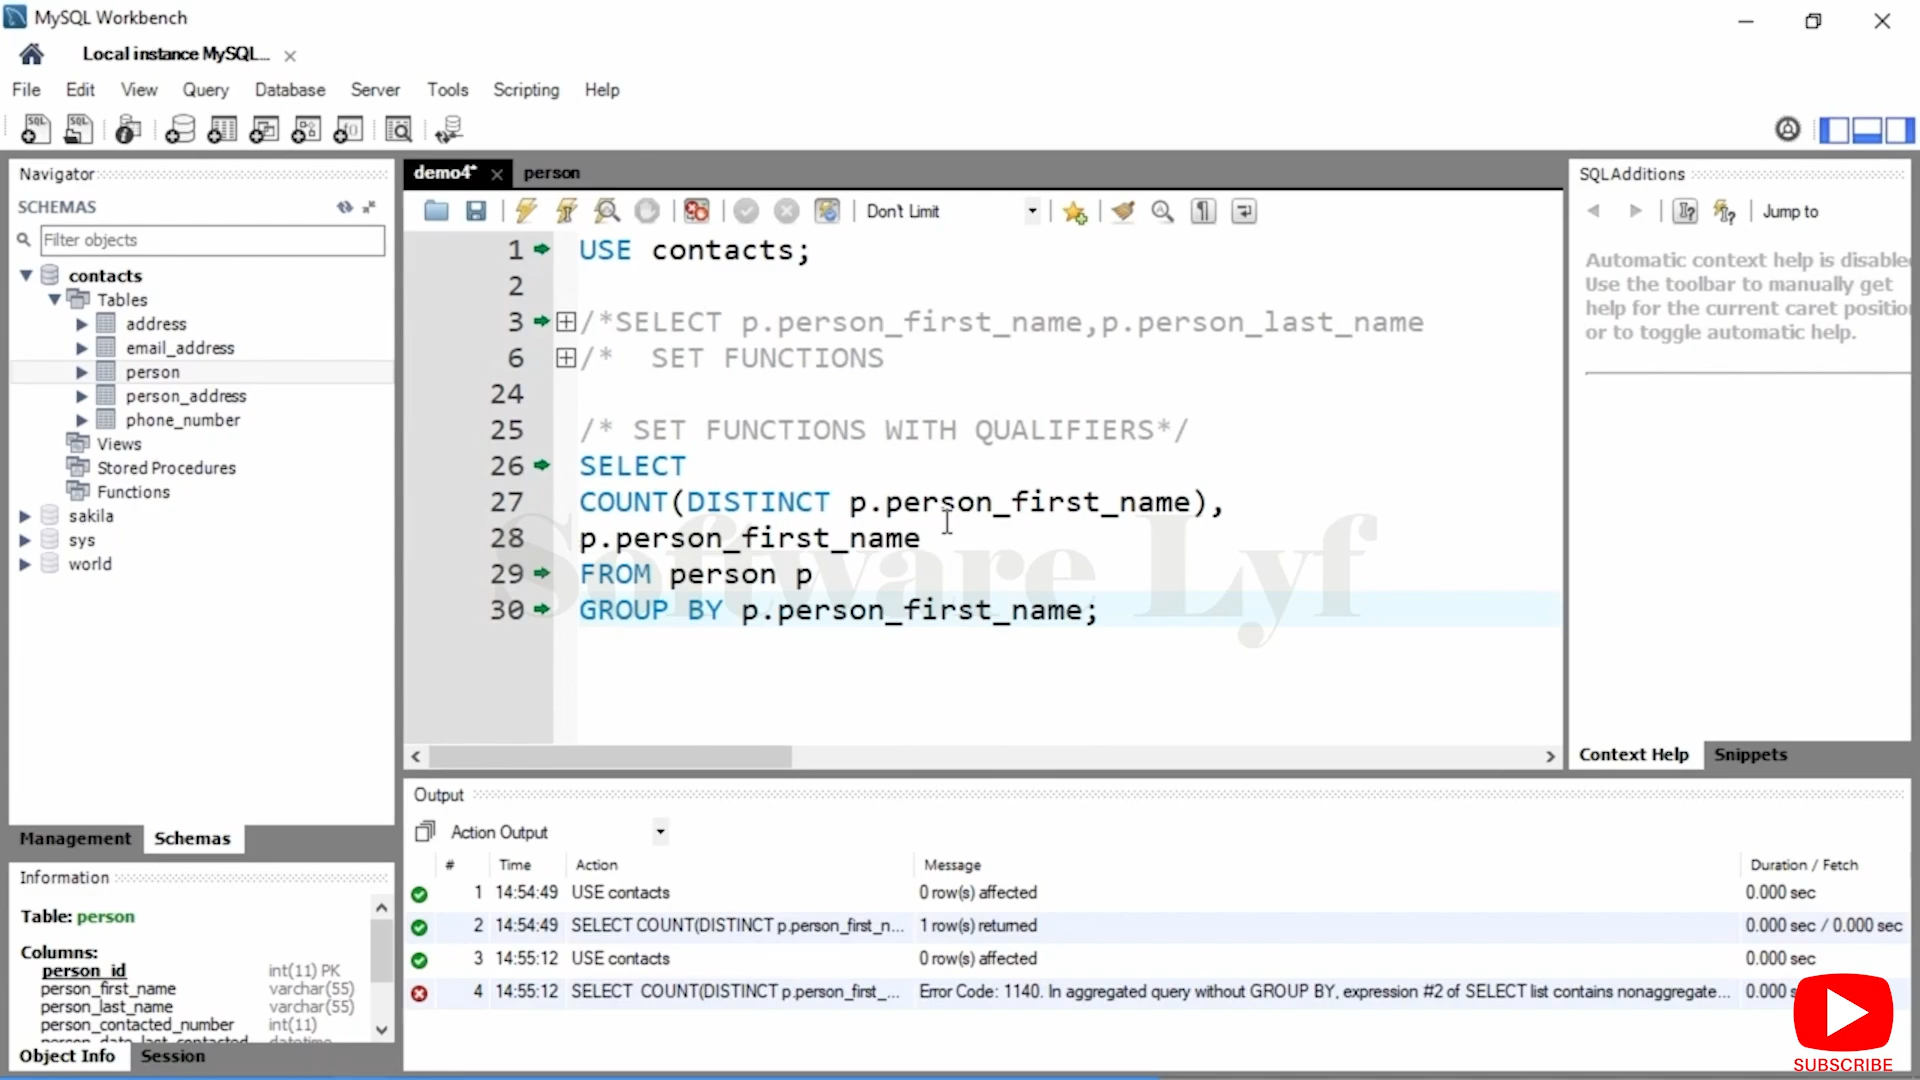 MySQL Workbench
Local instance MySQL...
File Edit View Query Database Server Tools Scripting Help
Navigator
SCHEMAS
Filter objects
contacts
Tables
address
email_address
person
person_address
phone_number
Views
Stored Procedures
Functions
sakila
sys
world
Management Schemas
Information
Table: person
Columns:
person_id int(11) PK
person_first_name varchar(55)
person_last_name varchar(55)
person_contacted_number int(11)
person_date_last_contacted datetime
Object Info Session
demo4* person
Don't Limit
1 USE contacts;
2
3 /*SELECT p.person_first_name,p.person_last_name
6 /* SET FUNCTIONS
24
25 /* SET FUNCTIONS WITH QUALIFIERS*/
26 SELECT
27 COUNT(DISTINCT p.person_first_name),
28 p.person_first_name
29 FROM person p
30 GROUP BY p.person_first_name;
Software Lyf
SQLAdditions
Jump to
Automatic context help is disable
Use the toolbar to manually get
help for the current caret positio
or to toggle automatic help.
Context Help Snippets
Output
Action Output
# Time Action Message Duration / Fetch
1 14:54:49 USE contacts 0 row(s) affected 0.000 sec
2 14:54:49 SELECT COUNT(DISTINCT p.person_first_n... 1 row(s) returned 0.000 sec / 0.000 sec
3 14:55:12 USE contacts 0 row(s) affected 0.000 sec
4 14:55:12 SELECT COUNT(DISTINCT p.person_first_... Error Code: 1140. In aggregated query without GROUP BY, expression #2 of SELECT list contains nonaggregate... 0.000 s
SUBSCRIBE